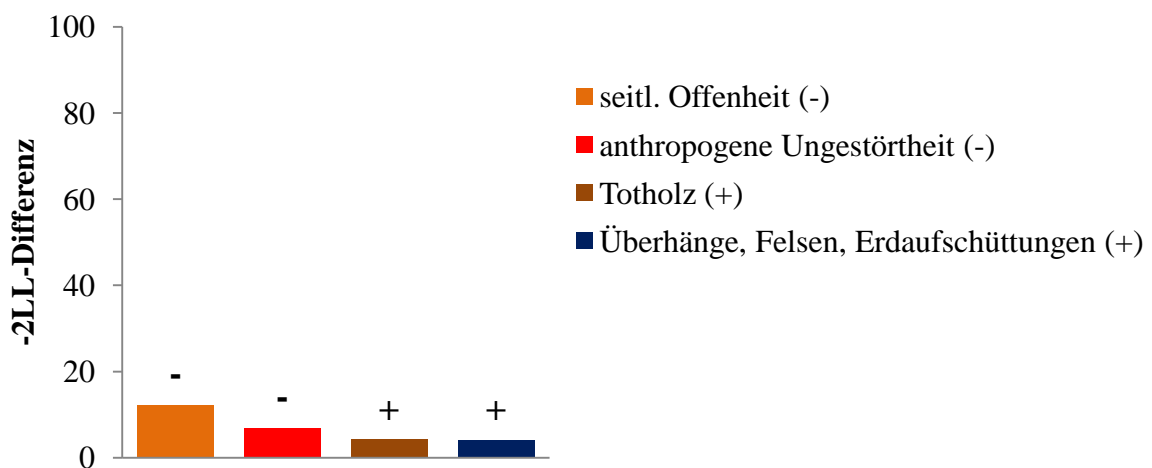 100
80
60
40
20
0
-2LL-Differenz
-
-
+
+
seitl. Offenheit (-)
anthropogene Ungestörtheit (-)
Totholz (+)
Überhänge, Felsen, Erdaufschüttungen (+)